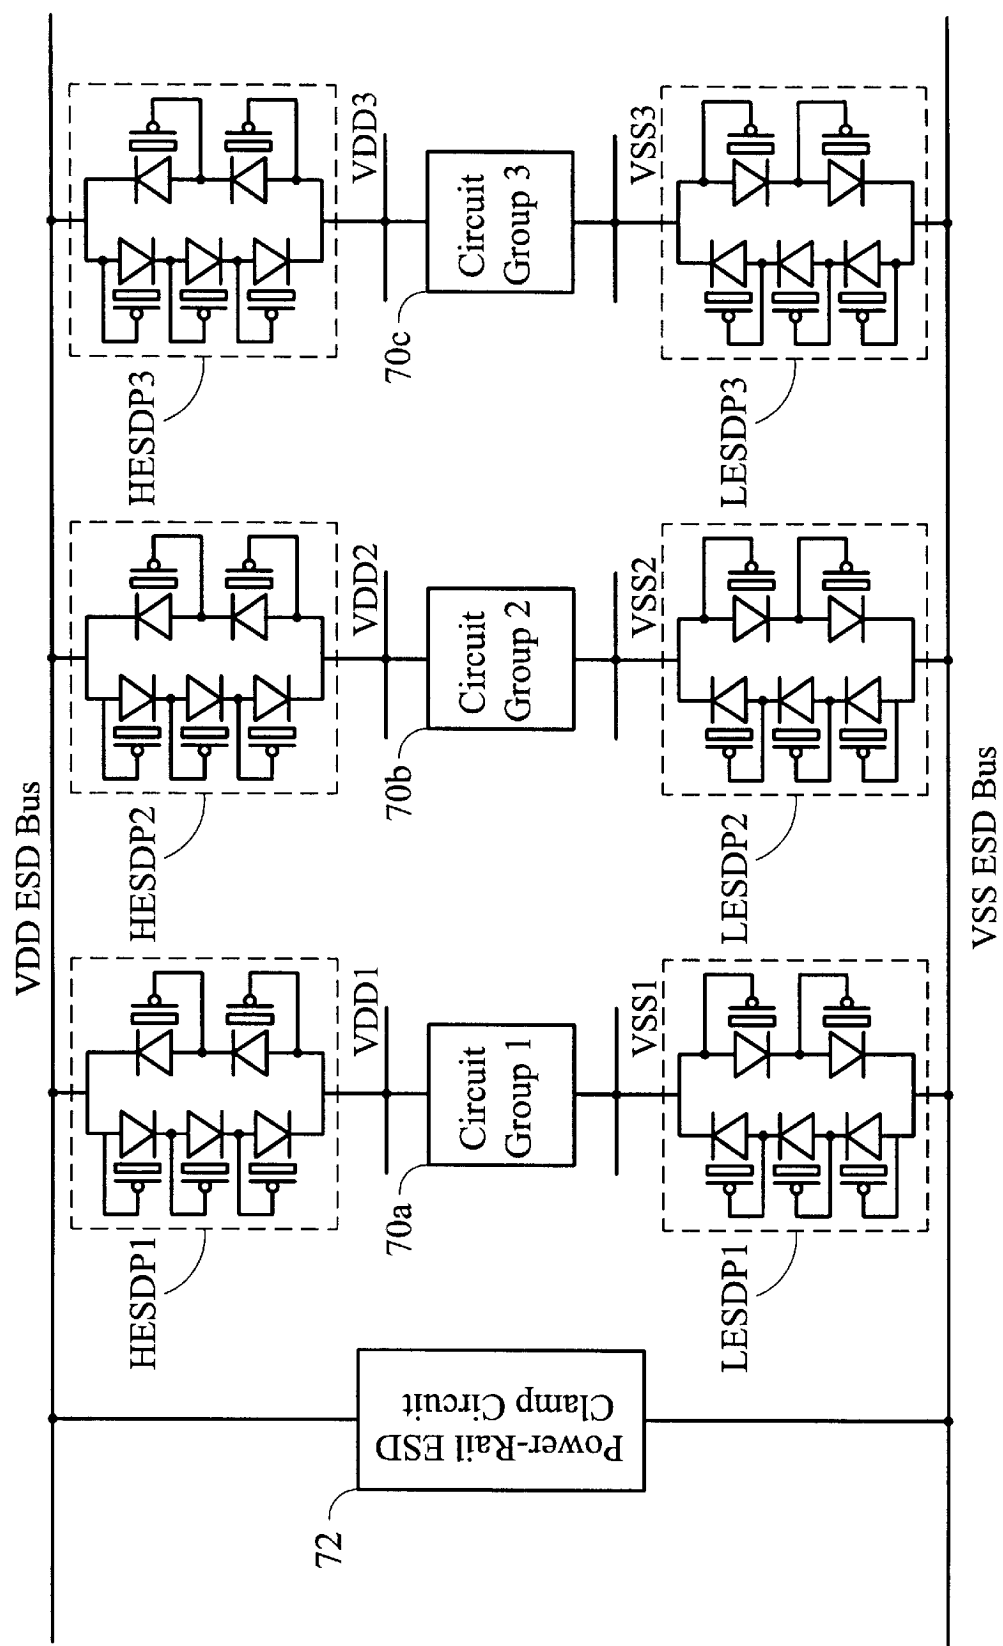 VDD ESD Bus
HESDP1
HESDP2
HESDP3
VDD1
VDD2
VDD3
72
Power-Rail ESD
Clamp Circuit
70a
Circuit
Group 1
70b
Circuit
Group 2
70c
Circuit
Group 3
VSS1
VSS2
VSS3
LESDP1
LESDP2
LESDP3
VSS ESD Bus